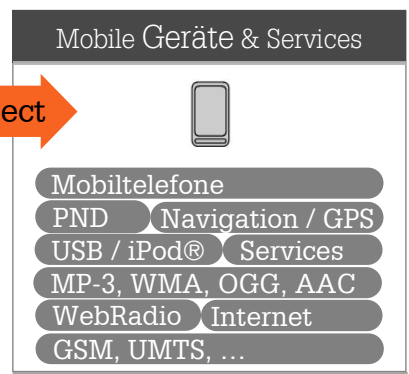 Mobile Geräte & Services
ect
Mobiltelefone
PND Navigation / GPS
USB / iPod® Services
MP-3, WMA, OGG, AAC
WebRadio Internet
GSM, UMTS, …